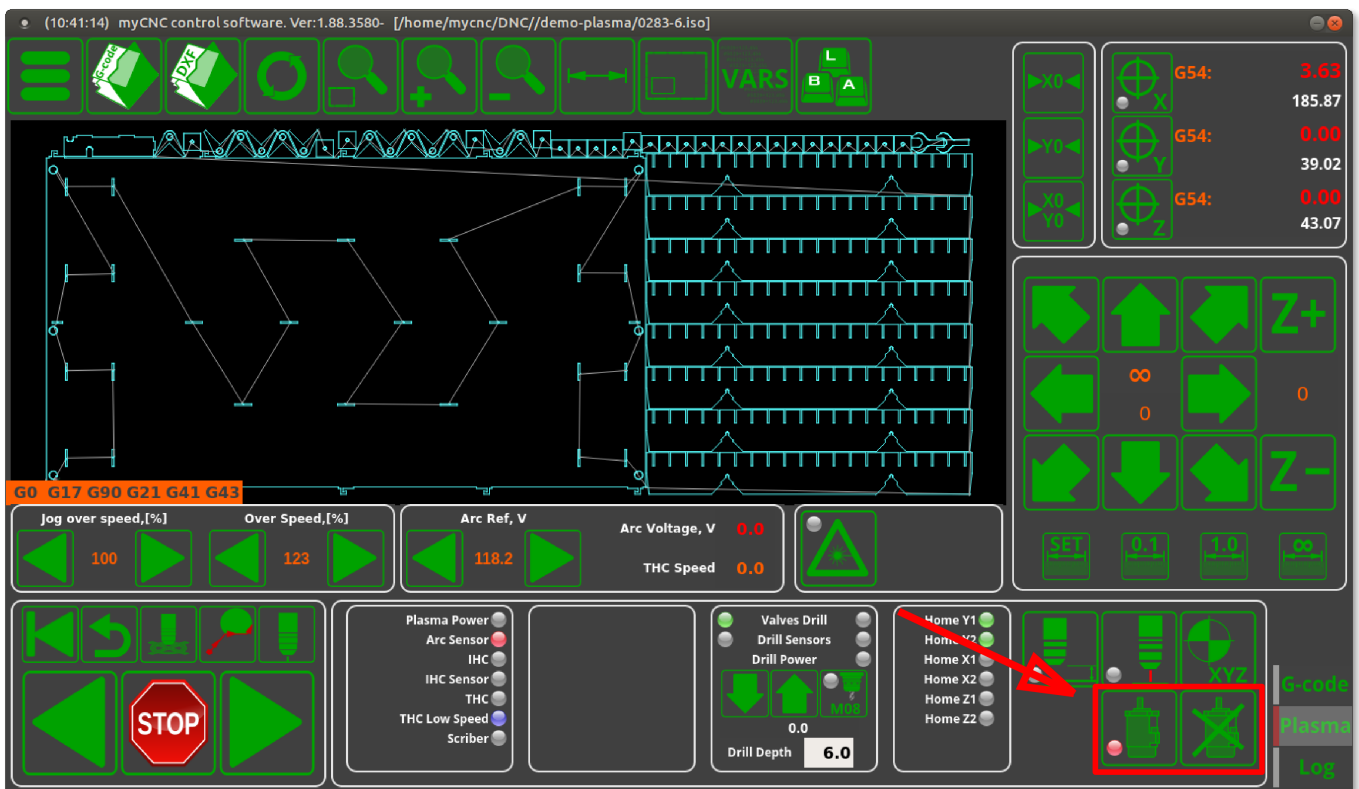 (10:41:14) myCNC control software. Ver:1.88.3580- [/home/mycnc/DNC//demo-plasma/0283-6.iso]
G-code
DXF
VARS
L
B A
X0
Y0
X0
Y0
X
Y
Z
G54: 3.63
185.87
G54: 0.00
39.02
G54: 0.00
43.07
Z+
∞
0
0
Z-
SET 0.1 1.0 ∞
G0 G17 G90 G21 G41 G43
Jog over speed,[%] Over Speed,[%]
100 123
Arc Ref, V
118.2
Arc Voltage, V 0.0
THC Speed 0.0
STOP
Plasma Power
Arc Sensor
IHC
IHC Sensor
THC
THC Low Speed
Scriber
Valves Drill
Drill Sensors
Drill Power
M08
0.0
Drill Depth 6.0
Home Y1
Home Y2
Home X1
Home X2
Home Z1
Home Z2
XYZ
G-code
Plasma
Log